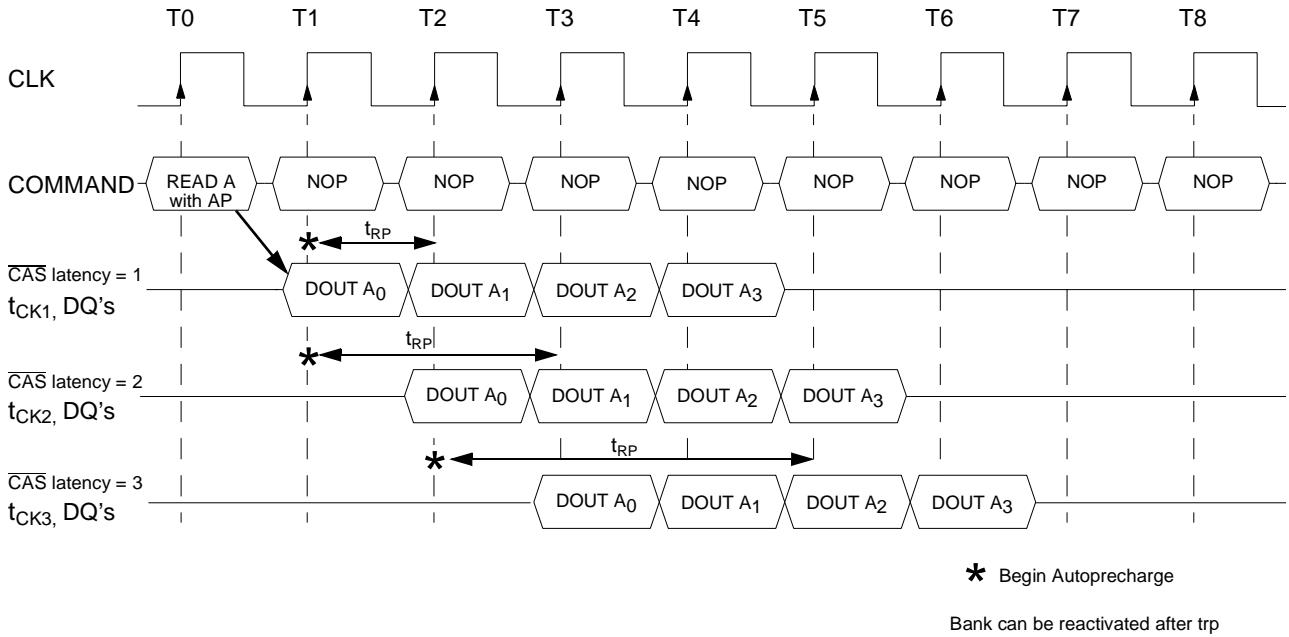 T0 T1 T2 T3 T4 T5 T6 T7 T8
CLK
COMMAND
READ A
with AP
NOP NOP NOP NOP NOP NOP NOP NOP
* tRP
CAS latency = 1
tCK1, DQ's
DOUT A0 DOUT A1 DOUT A2 DOUT A3
* tRP
CAS latency = 2
tCK2, DQ's
DOUT A0 DOUT A1 DOUT A2 DOUT A3
* tRP
CAS latency = 3
tCK3, DQ's
DOUT A0 DOUT A1 DOUT A2 DOUT A3
* Begin Autoprecharge
Bank can be reactivated after trp